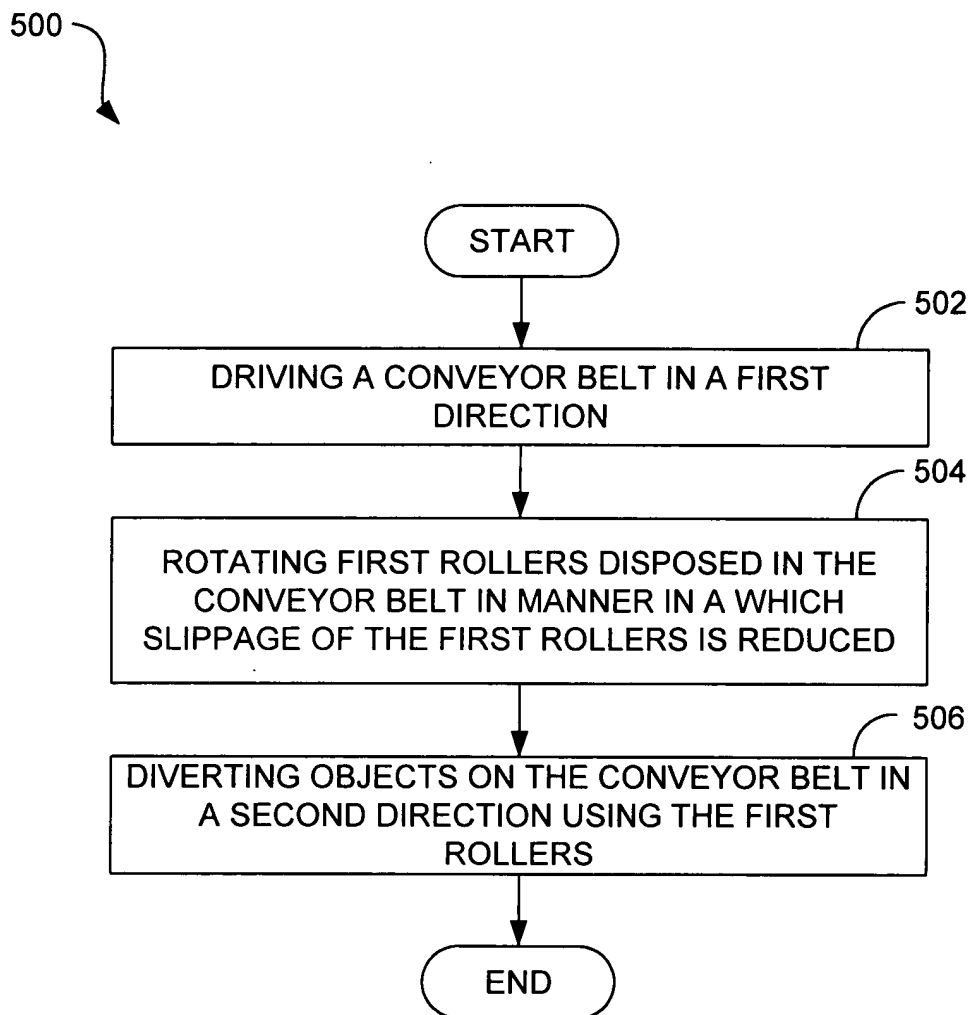 500
START
502
DRIVING A CONVEYOR BELT IN A FIRST
DIRECTION
504
ROTATING FIRST ROLLERS DISPOSED IN THE
CONVEYOR BELT IN MANNER IN A WHICH
SLIPPAGE OF THE FIRST ROLLERS IS REDUCED
506
DIVERTING OBJECTS ON THE CONVEYOR BELT IN
A SECOND DIRECTION USING THE FIRST
ROLLERS
END